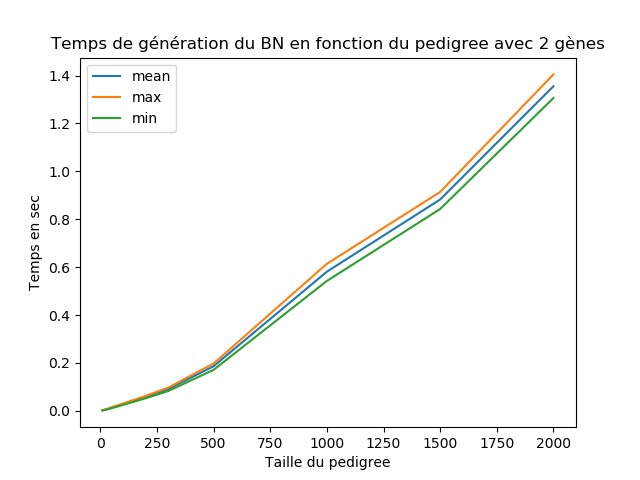 Temps de génération du BN en fonction du pedigree avec 2 gènes
mean
max
min
1.4
1.2
1.0
0.8
0.6
0.4
0.2
0.0
Temps en sec
0 250 500 750 1000 1250 1500 1750 2000
Taille du pedigree